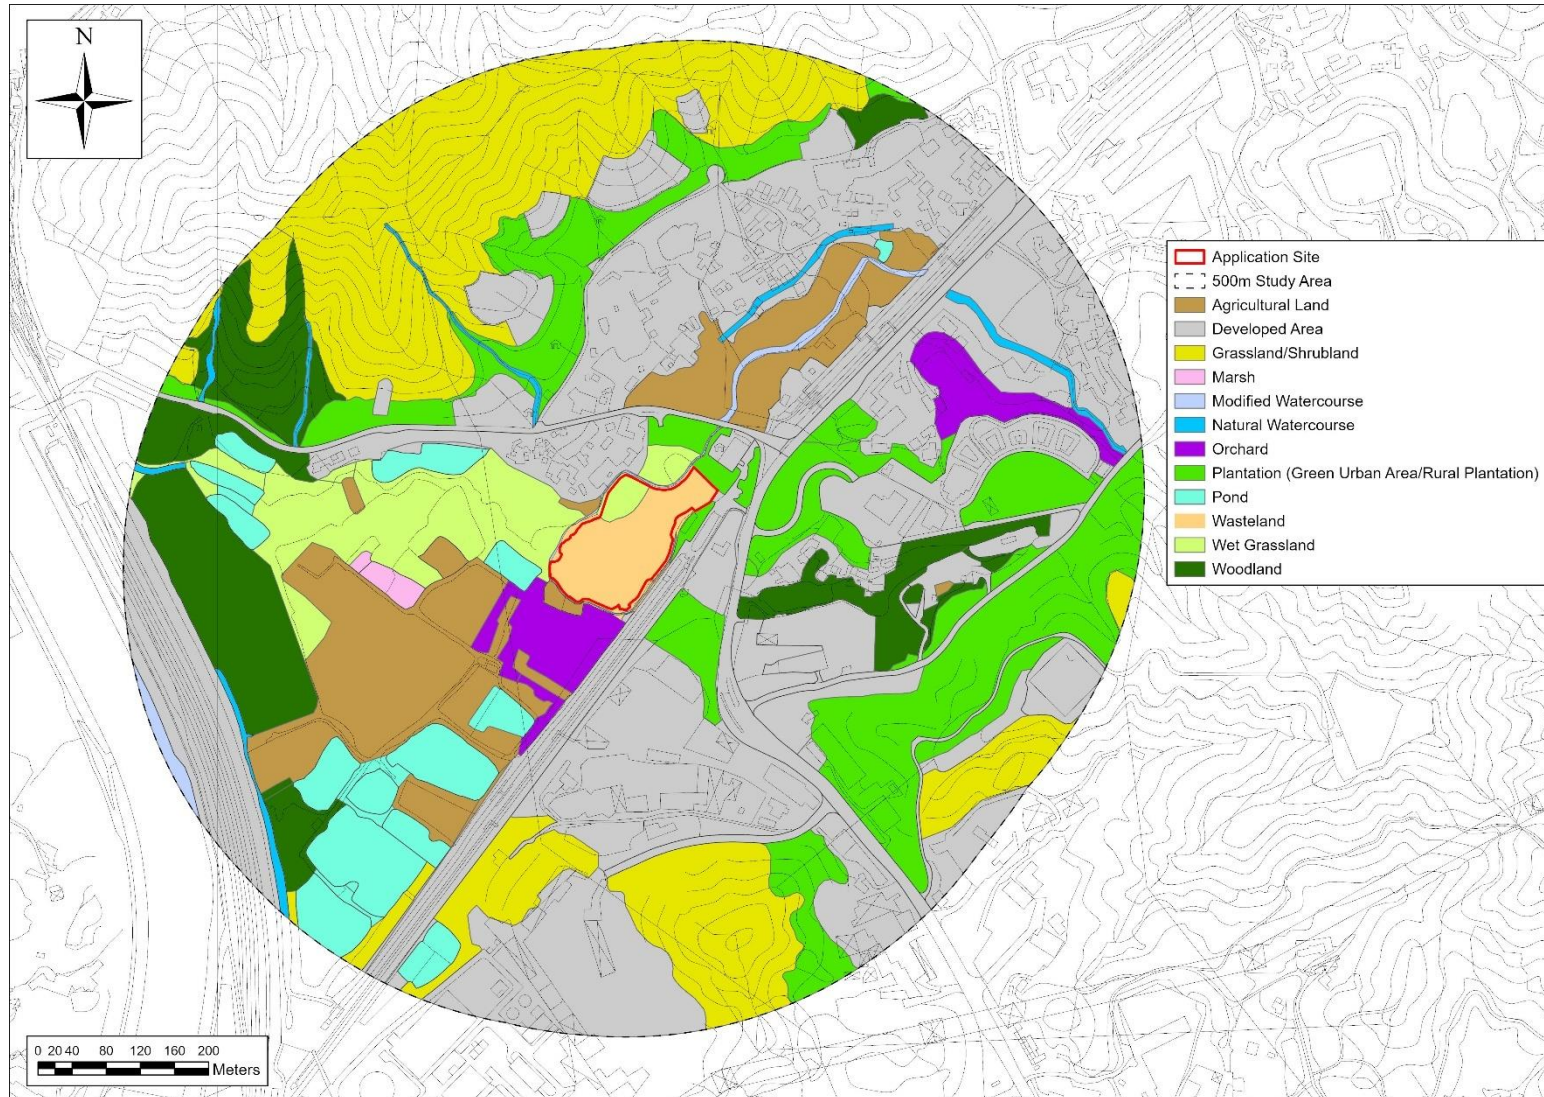 N
Application Site
500m Study Area
Agricultural Land
Developed Area
Grassland/Shrubland
Marsh
Modified Watercourse
Natural Watercourse
Orchard
Plantation (Green Urban Area/Rural Plantation)
Pond
Wasteland
Wet Grassland
Woodland
0 20 40 80 120 160 200
Meters